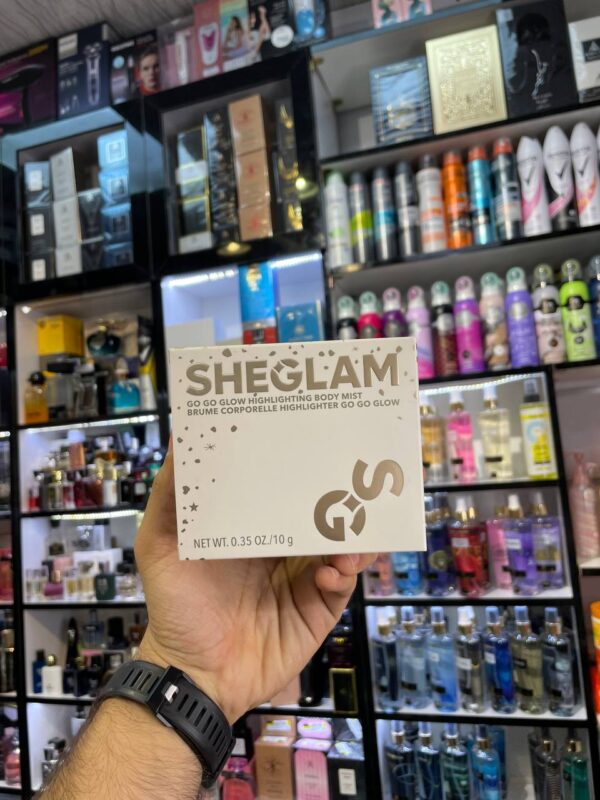 SHEGLAM
GO GO GLOW HIGHLIGHTING BODY MIST
BRUME CORPORELLE HIGHLIGHTER GO GO GLOW
GS
NET WT. 0.35 OZ./10 g